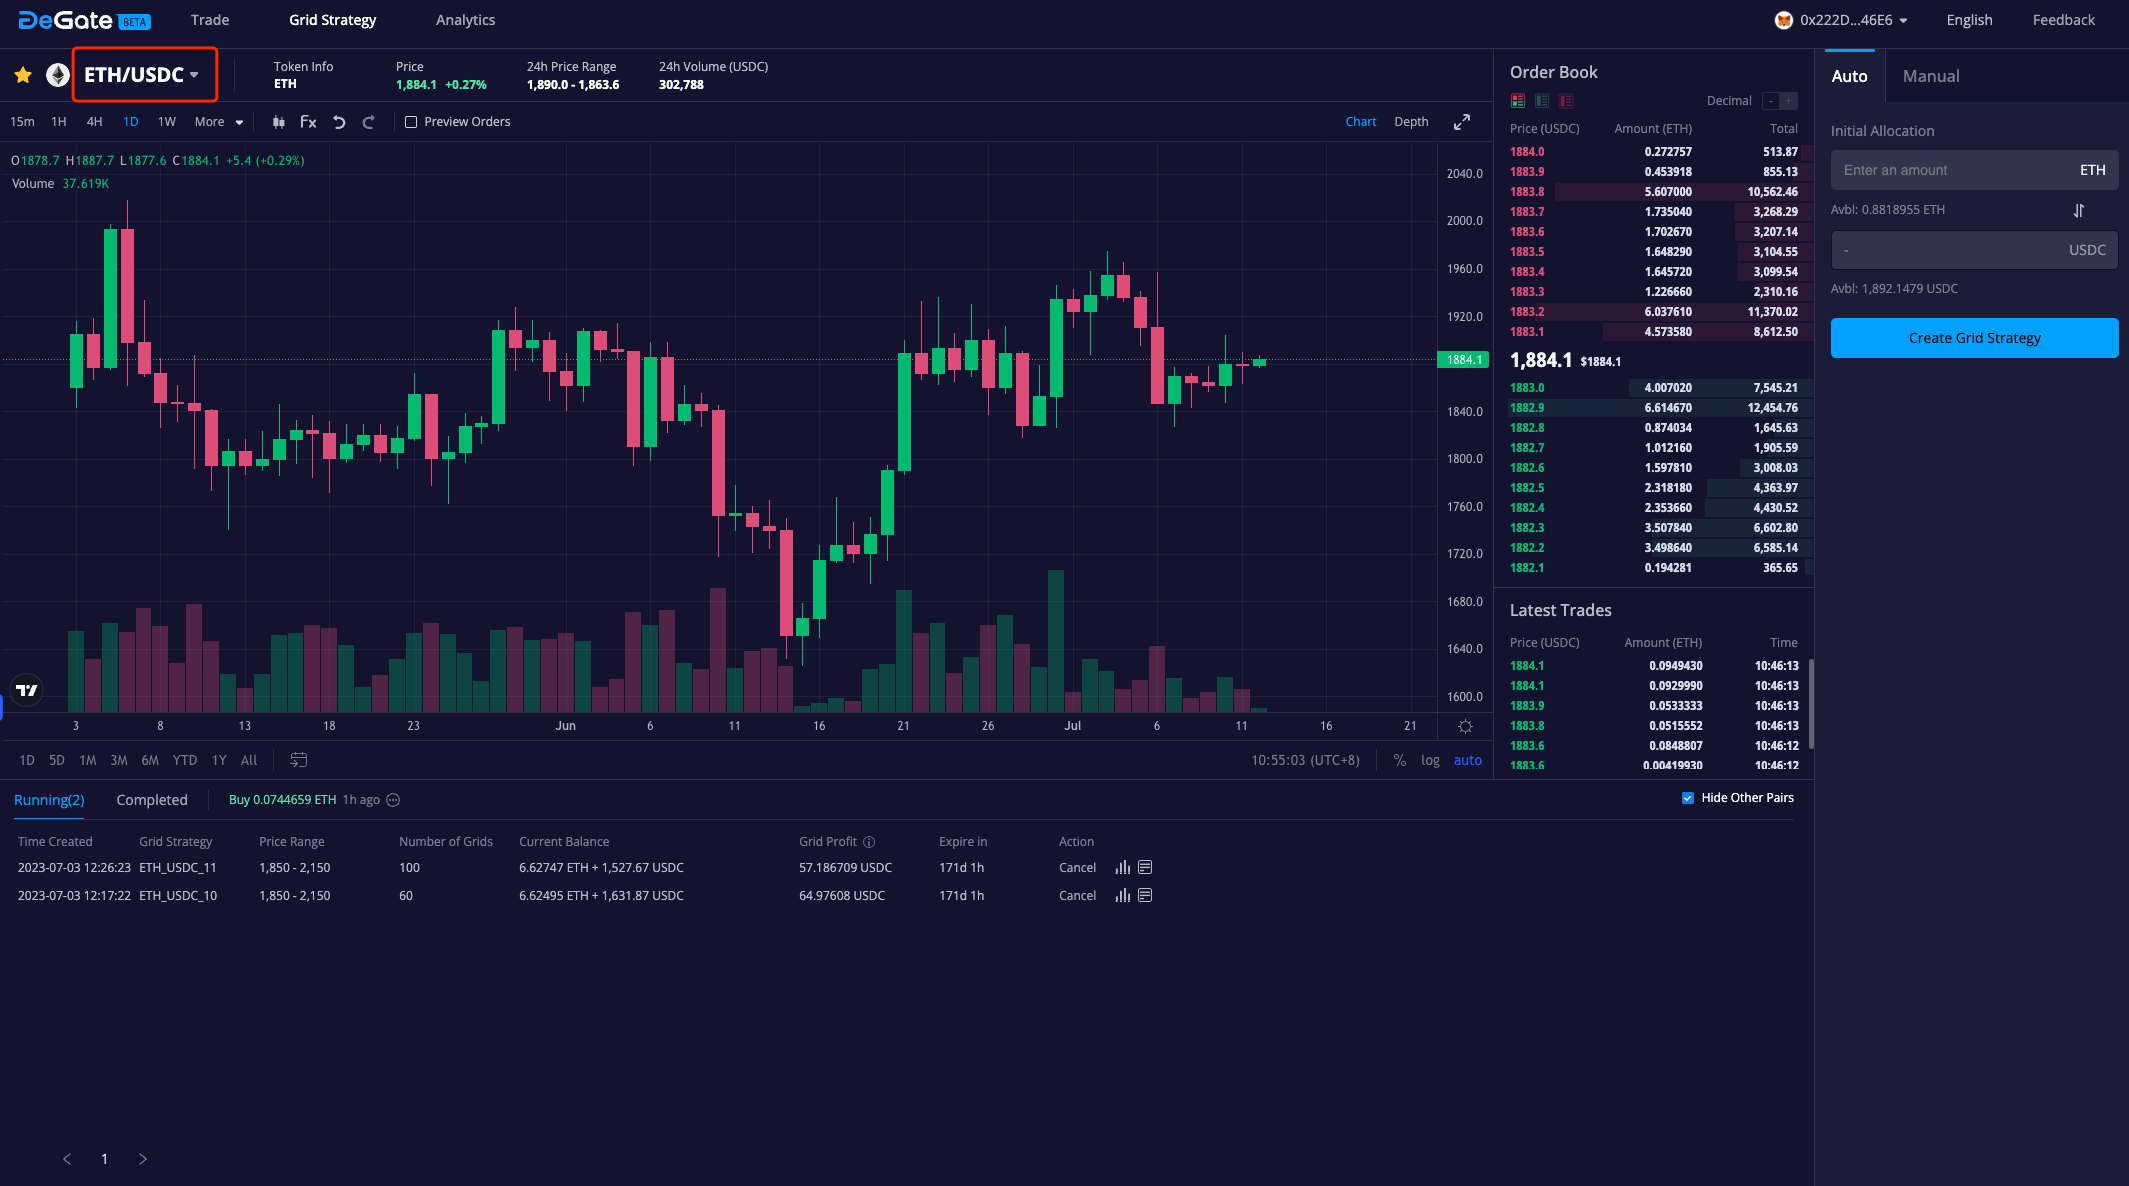 DeGate BETA Trade Grid Strategy Analytics 0x222D...46E6 English Feedback
ETH/USDC
Token Info Price 24h Price Range 24h Volume (USDC)
ETH 1,884.1 +0.27% 1,890.0 - 1,863.6 302,788
15m 1H 4H 1D 1W More Fx Preview Orders Chart Depth
O1878.7 H1887.7 L1877.6 C1884.1 +5.4 (+0.29%)
Volume 37.619K
2040.0
2000.0
1960.0
1920.0
1884.1
1840.0
1800.0
1760.0
1720.0
1680.0
1640.0
1600.0
3 8 13 18 23 Jun 6 11 16 21 26 Jul 6 11 16 21
1D 5D 1M 3M 6M YTD 1Y All 10:55:03 (UTC+8) % log auto
Order Book
Decimal - +
Price (USDC) Amount (ETH) Total
1884.0 0.272757 513.87
1883.9 0.453918 855.13
1883.8 5.607000 10,562.46
1883.7 1.735040 3,268.29
1883.6 1.702670 3,207.14
1883.5 1.648290 3,104.55
1883.4 1.645720 3,099.54
1883.3 1.226660 2,310.16
1883.2 6.037610 11,370.02
1883.1 4.573580 8,612.50
1,884.1 $1884.1
1883.0 4.007020 7,545.21
1882.9 6.614670 12,454.76
1882.8 0.874034 1,645.63
1882.7 1.012160 1,905.59
1882.6 1.597810 3,008.03
1882.5 2.318180 4,363.97
1882.4 2.353660 4,430.52
1882.3 3.507840 6,602.80
1882.2 3.498640 6,585.14
1882.1 0.194281 365.65
Latest Trades
Price (USDC) Amount (ETH) Time
1884.1 0.0949430 10:46:13
1884.1 0.0929990 10:46:13
1883.9 0.0533333 10:46:13
1883.8 0.0515552 10:46:13
1883.6 0.0848807 10:46:12
1883.6 0.00419930 10:46:12
Auto Manual
Initial Allocation
Enter an amount ETH
Avbl: 0.8818955 ETH
- USDC
Avbl: 1,892.1479 USDC
Create Grid Strategy
Running(2) Completed Buy 0.0744659 ETH 1h ago Hide Other Pairs
Time Created Grid Strategy Price Range Number of Grids Current Balance Grid Profit Expire in Action
2023-07-03 12:26:23 ETH_USDC_11 1,850 - 2,150 100 6.62747 ETH + 1,527.67 USDC 57.186709 USDC 171d 1h Cancel
2023-07-03 12:17:22 ETH_USDC_10 1,850 - 2,150 60 6.62495 ETH + 1,631.87 USDC 64.97608 USDC 171d 1h Cancel
< 1 >